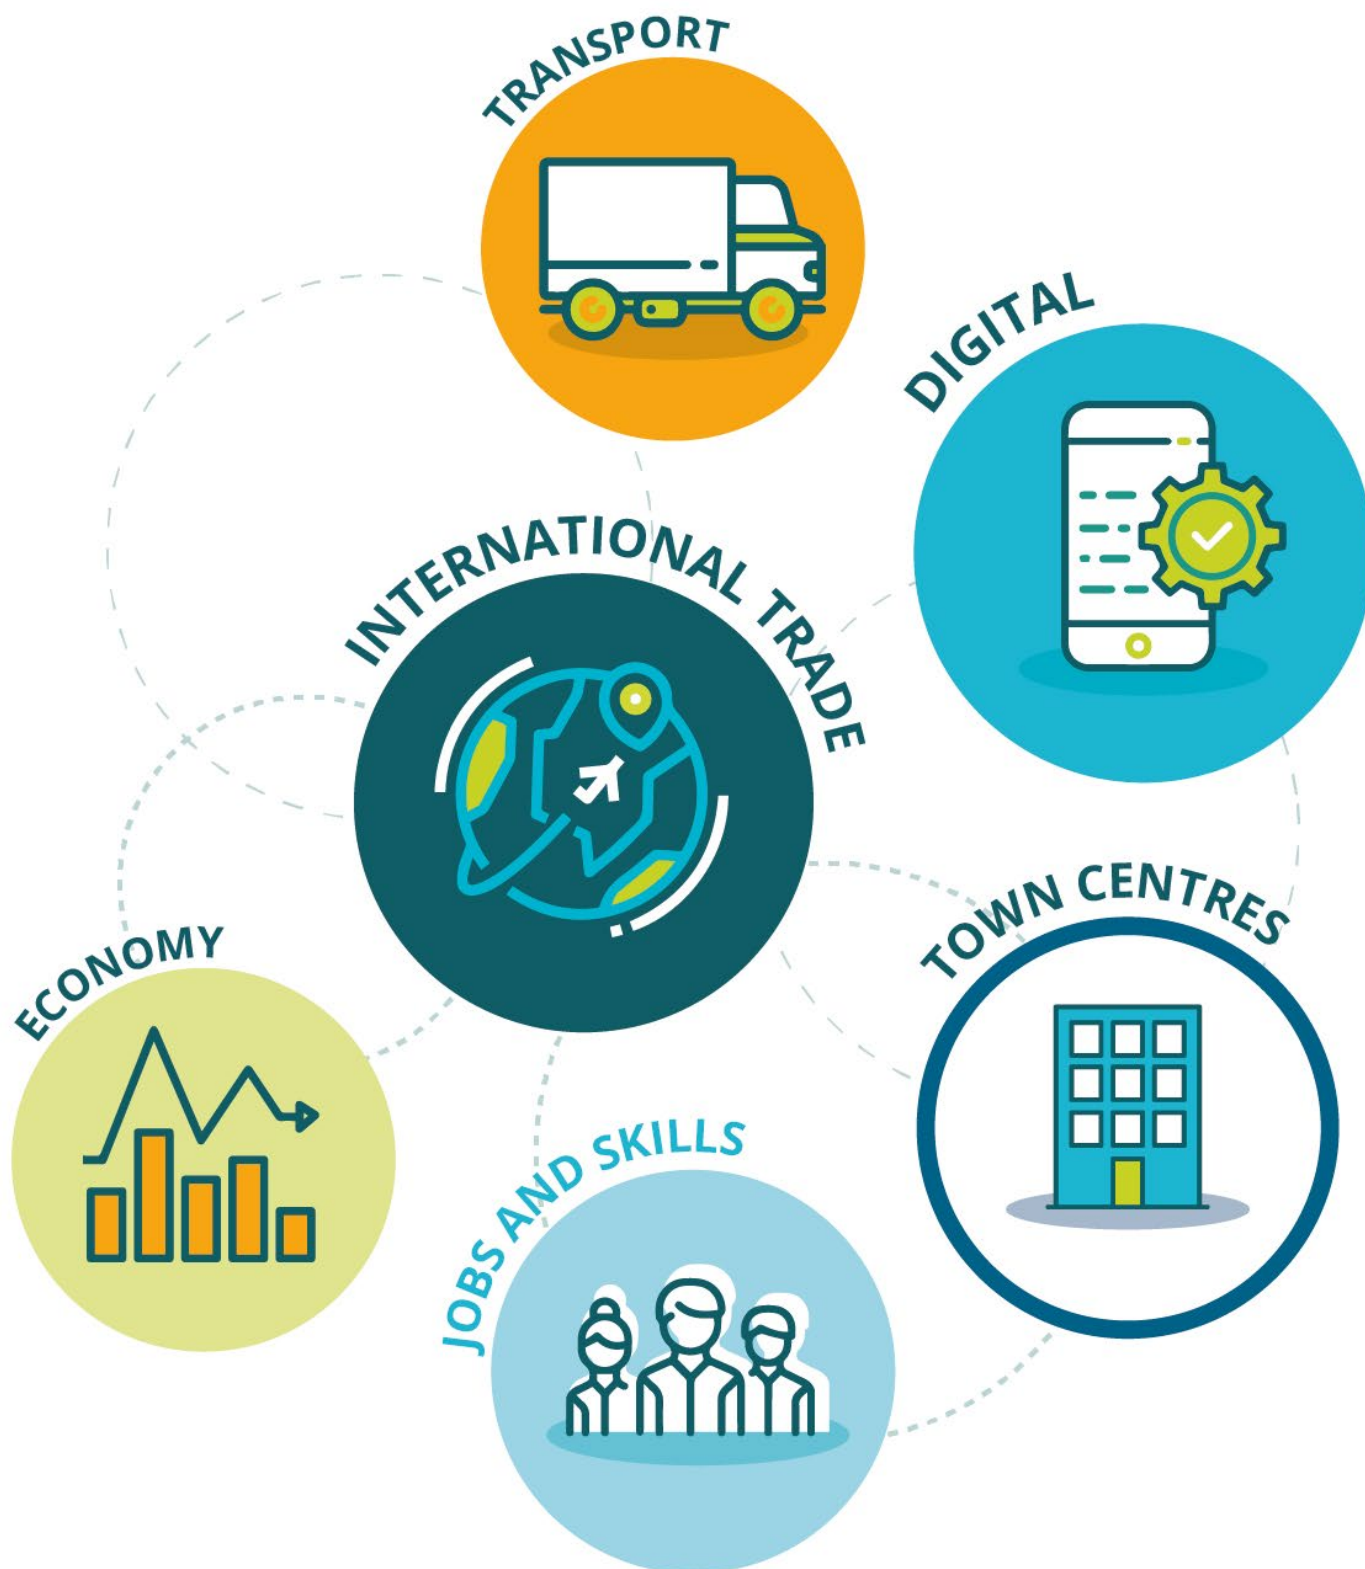 TRANSPORT
DIGITAL
INTERNATIONAL TRADE
TOWN CENTRES
ECONOMY
JOBS AND SKILLS